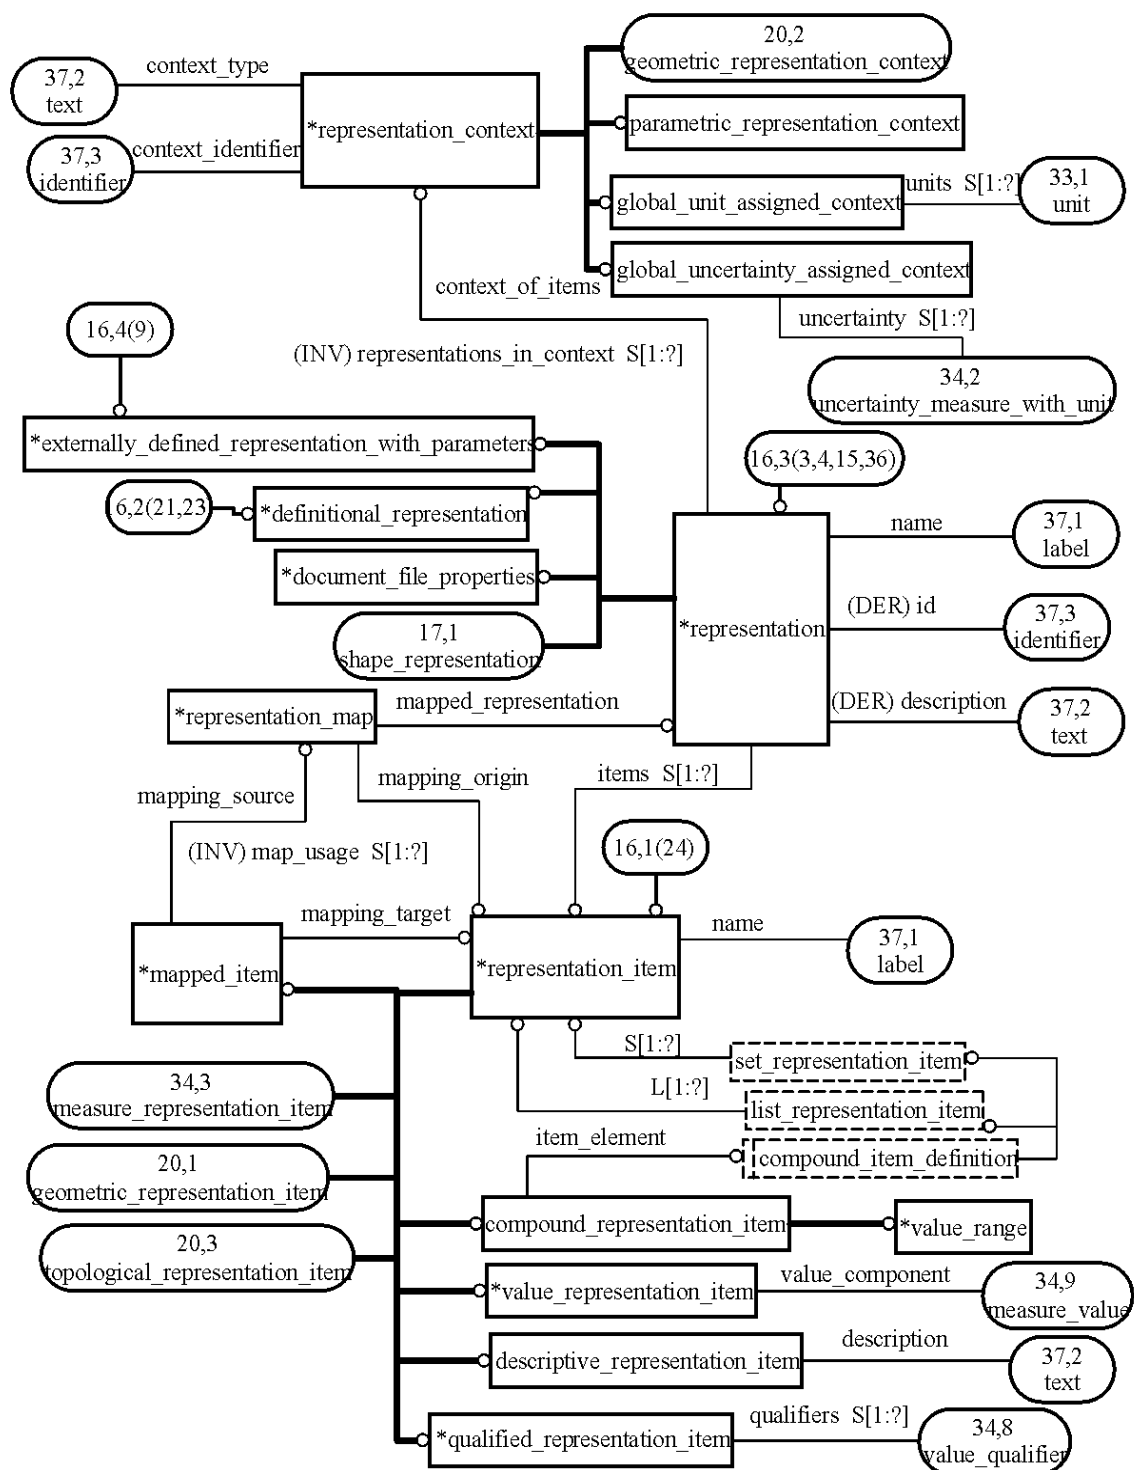 20,2
geometric_representation_context
context_type
37,2
text
*representation_context
parametric_representation_context
context_identifier
37,3
identifier
units S[1:?]
33,1
unit
global_unit_assigned_context
global_uncertainty_assigned_context
context_of_items
uncertainty S[1:?]
16,4(9)
(INV) representations_in_context S[1:?]
34,2
uncertainty_measure_with_unit
*externally_defined_representation_with_parameters
16,3(3,4,15,36)
6,2(21,23
*definitional_representation
name
37,1
label
*document_file_properties
(DER) id
37,3
identifier
*representation
17,1
shape_representation
mapped_representation
(DER) description
37,2
text
*representation_map
mapping_origin
items S[1:?]
mapping_source
(INV) map_usage S[1:?]
16,1(24)
mapping_target
name
37,1
label
*mapped_item
*representation_item
S[1:?]
set_representation_item
34,3
measure_representation_item
L[1:?]
list_representation_item
item_element
compound_item_definition
20,1
geometric_representation_item
compound_representation_item
*value_range
20,3
topological_representation_item
*value_representation_item
value_component
34,9
measure_value
descriptive_representation_item
description
37,2
text
*qualified_representation_item
qualifiers S[1:?]
34,8
value_qualifier